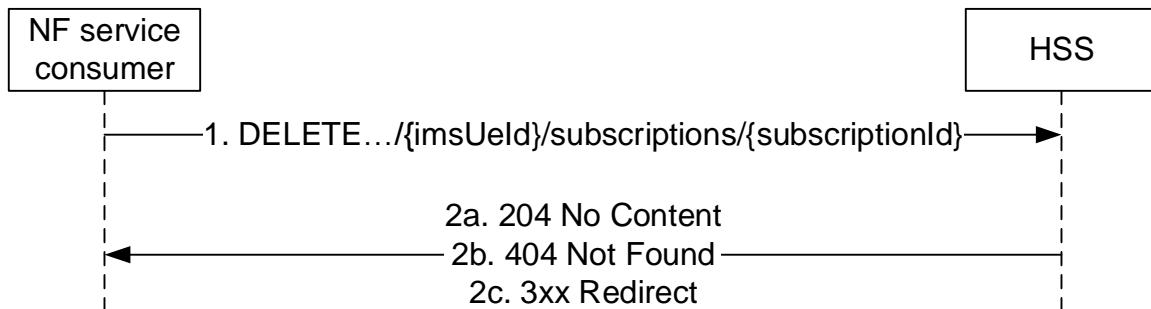 NF service
consumer
HSS
1. DELETE…/{imsUeId}/subscriptions/{subscriptionId}
2a. 204 No Content
2b. 404 Not Found
2c. 3xx Redirect